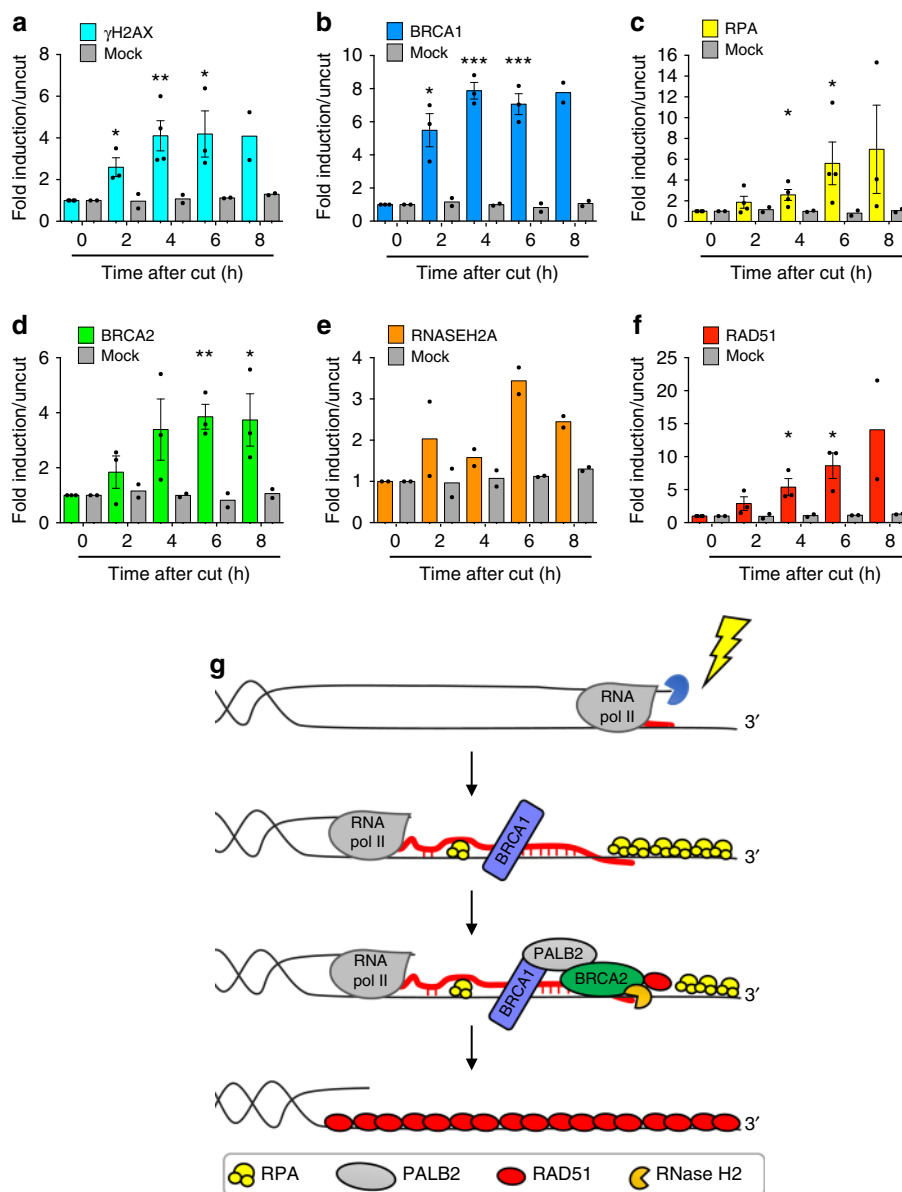 a
γH2AX
Mock
**
*
*
8
6
4
2
0
Fold induction/uncut
0 2 4 6 8
Time after cut (h)
b
BRCA1
Mock
*** ***
*
10
8
6
4
2
0
Fold induction/uncut
0 2 4 6 8
Time after cut (h)
c
RPA
Mock
*
*
16
14
12
10
8
6
4
2
0
Fold induction/uncut
0 2 4 6 8
Time after cut (h)
d
BRCA2
Mock
** *
6
4
2
0
Fold induction/uncut
0 2 4 6 8
Time after cut (h)
e
RNASEH2A
Mock
4
3
2
1
0
Fold induction/uncut
0 2 4 6 8
Time after cut (h)
f
RAD51
Mock
* *
25
20
15
10
5
0
Fold induction/uncut
0 2 4 6 8
Time after cut (h)
g
RNA
pol II
3′
RNA
pol II
BRCA1
3′
RNA
pol II
BRCA1
PALB2
BRCA2
3′
3′
RPA PALB2 RAD51 RNase H2